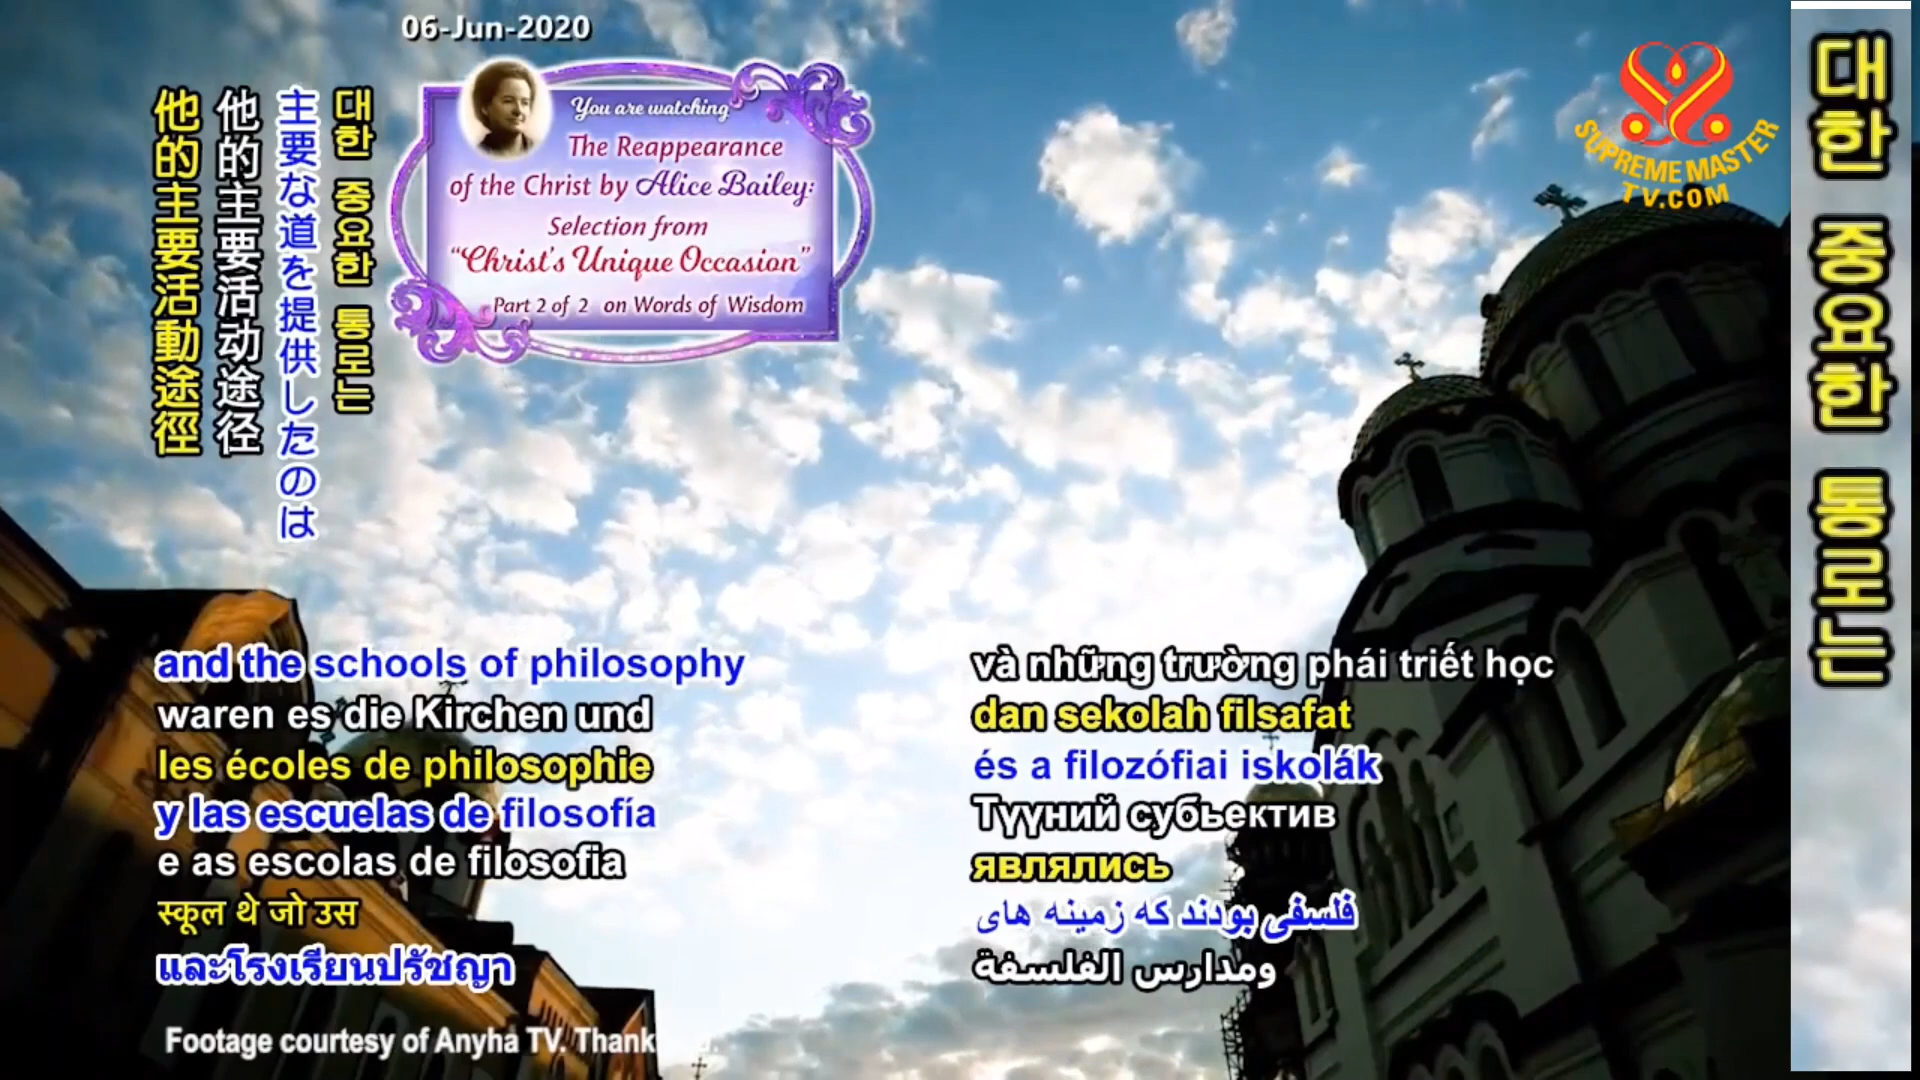 06-Jun-2020
You are watching
The Reappearance
of the Christ by Alice Bailey:
Selection from
“Christ's Unique Occasion”
Part 2 of 2 on Words of Wisdom
SUPREME MASTER
TV.COM
대한 중요한 통로는
主要な道を提供したのは
他的主要活动途径
他的主要活動途徑
대한 중요한 통로는
and the schools of philosophy
waren es die Kirchen und
les écoles de philosophie
y las escuelas de filosofía
e as escolas de filosofia
स्कूल थे जो उस
และโรงเรียนปรัชญา
và những trường phái triết học
dan sekolah filsafat
és a filozófiai iskolák
Түүний субьектив
являлись
فلسفی بودند که زمینه های
ومدارس الفلسفة
Footage courtesy of Anyha TV. Thank